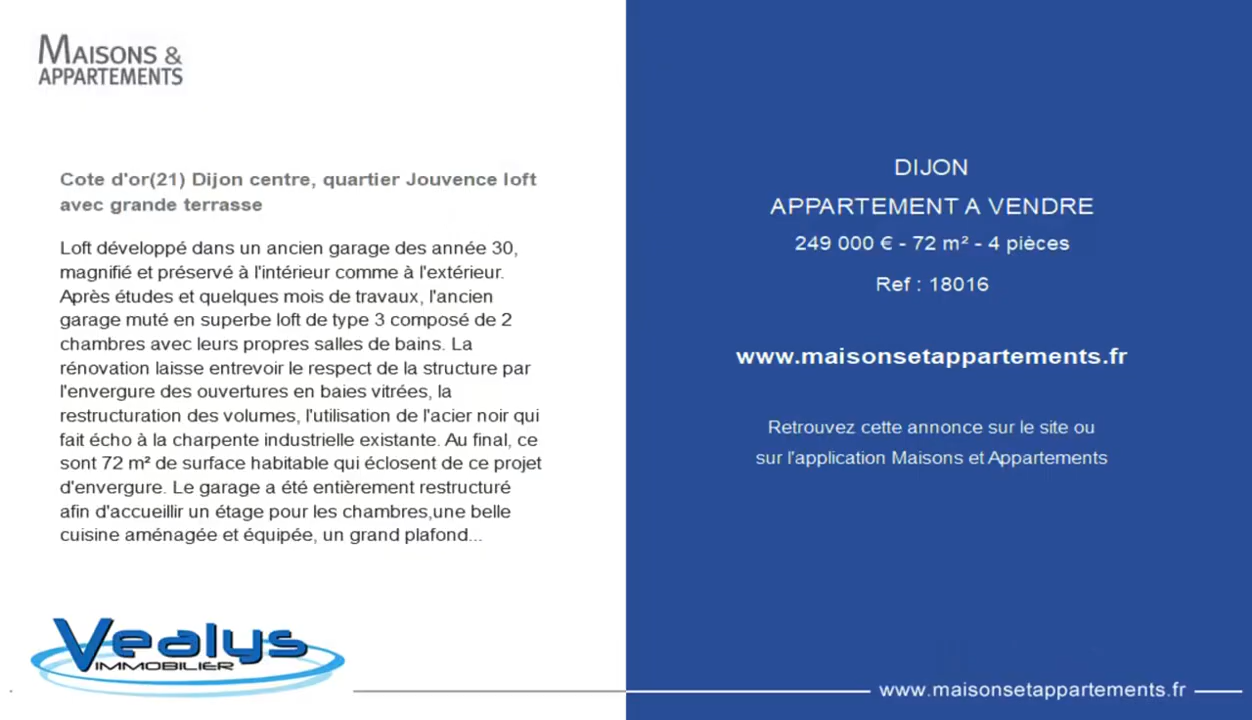 MAISONS &
APPARTEMENTS
Cote d'or(21) Dijon centre, quartier Jouvence loft
avec grande terrasse
Loft développé dans un ancien garage des année 30,
magnifié et préservé à l'intérieur comme à l'extérieur.
Après études et quelques mois de travaux, l'ancien
garage muté en superbe loft de type 3 composé de 2
chambres avec leurs propres salles de bains. La
rénovation laisse entrevoir le respect de la structure par
l'envergure des ouvertures en baies vitrées, la
restructuration des volumes, l'utilisation de l'acier noir qui
fait écho à la charpente industrielle existante. Au final, ce
sont 72 m² de surface habitable qui éclosent de ce projet
d'envergure. Le garage a été entièrement restructuré
afin d'accueillir un étage pour les chambres,une belle
cuisine aménagée et équipée, un grand plafond...
Vealys
IMMOBILIER
DIJON
APPARTEMENT A VENDRE
249 000 € - 72 m² - 4 pièces
Ref : 18016
www.maisonsetappartements.fr
Retrouvez cette annonce sur le site ou
sur l'application Maisons et Appartements
www.maisonsetappartements.fr